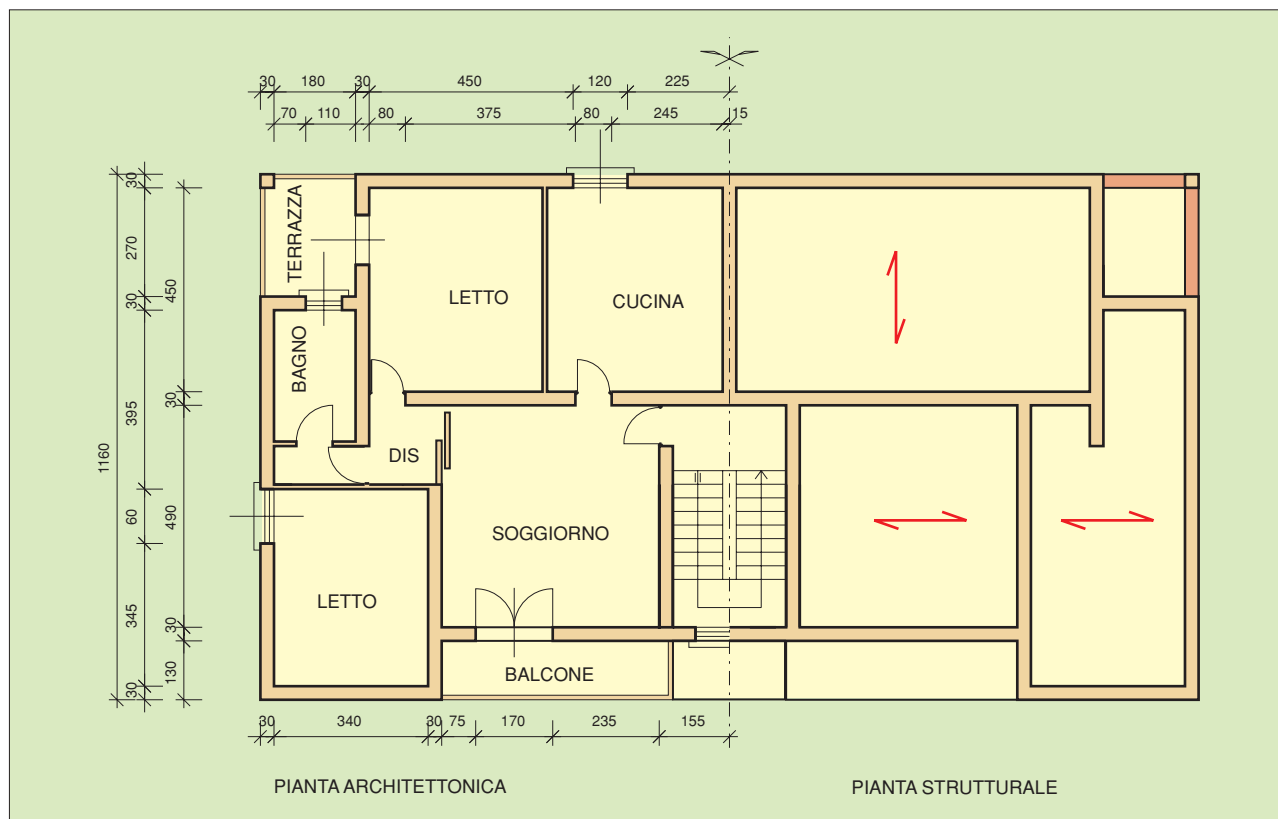 30 180 30 450 120 225
70 110 80 375 80 245 15
1160
30 270 30 395 60 345 30
450 30 490 30 130
TERRAZZA
LETTO
CUCINA
BAGNO
DIS
SOGGIORNO
LETTO
BALCONE
30 340 30 75 170 235 155
PIANTA ARCHITETTONICA
PIANTA STRUTTURALE